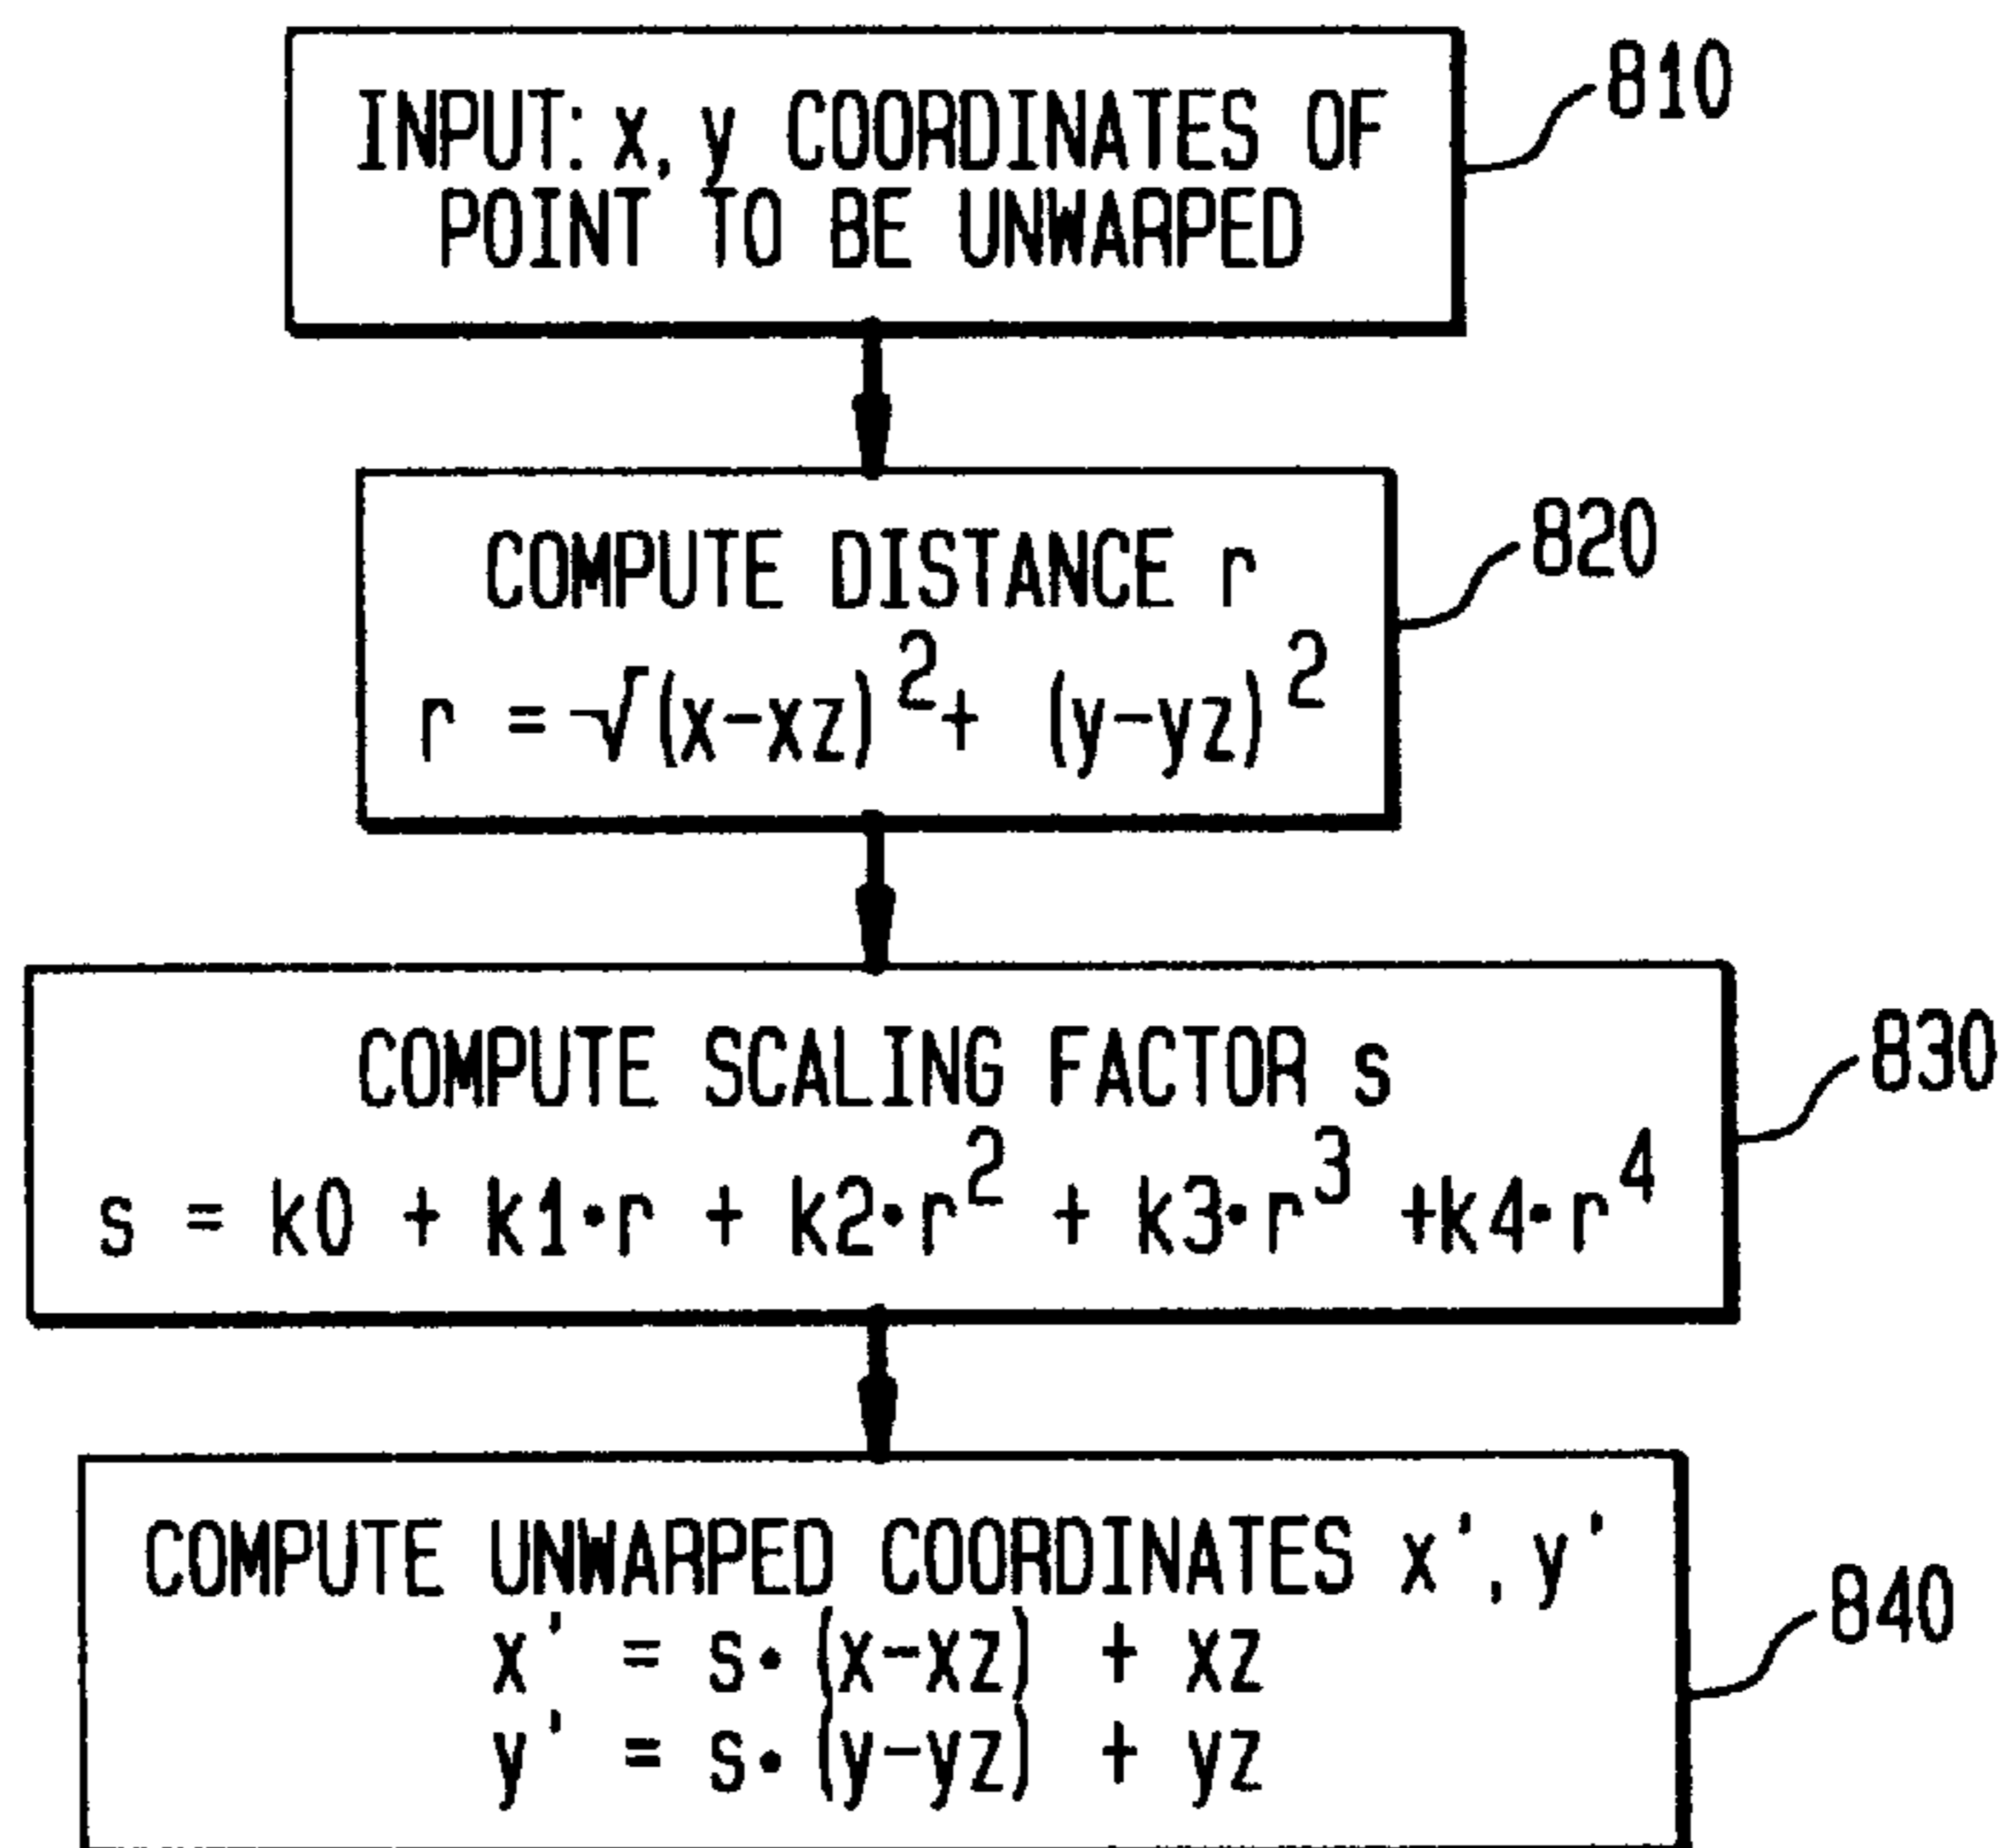 INPUT: x, y COORDINATES OF
POINT TO BE UNWARPED
810
COMPUTE DISTANCE r
r = √(x-xz)² + (y-yz)²
820
COMPUTE SCALING FACTOR s
s = k0 + k1•r + k2•r² + k3•r³ +k4•r⁴
830
COMPUTE UNWARPED COORDINATES x', y'
x' = s•(x-xz) + xz
y' = s•(y-yz) + yz
840